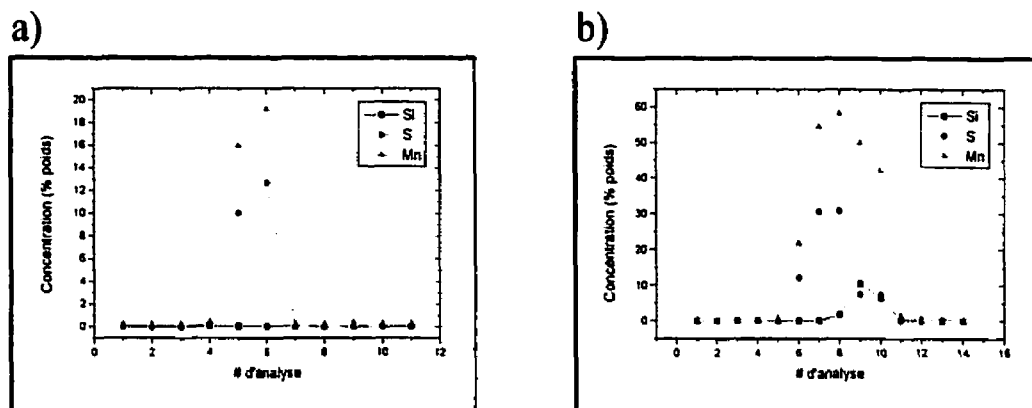 a)
20
18
16
14
12
10
8
6
4
2
0
Concentration (% poids)
0 2 4 6 8 10 12
# d'analyse
Si
S
Mn
b)
60
50
40
30
20
10
0
Concentration (% poids)
0 2 4 6 8 10 12 14 16
# d'analyse
Si
S
Mn